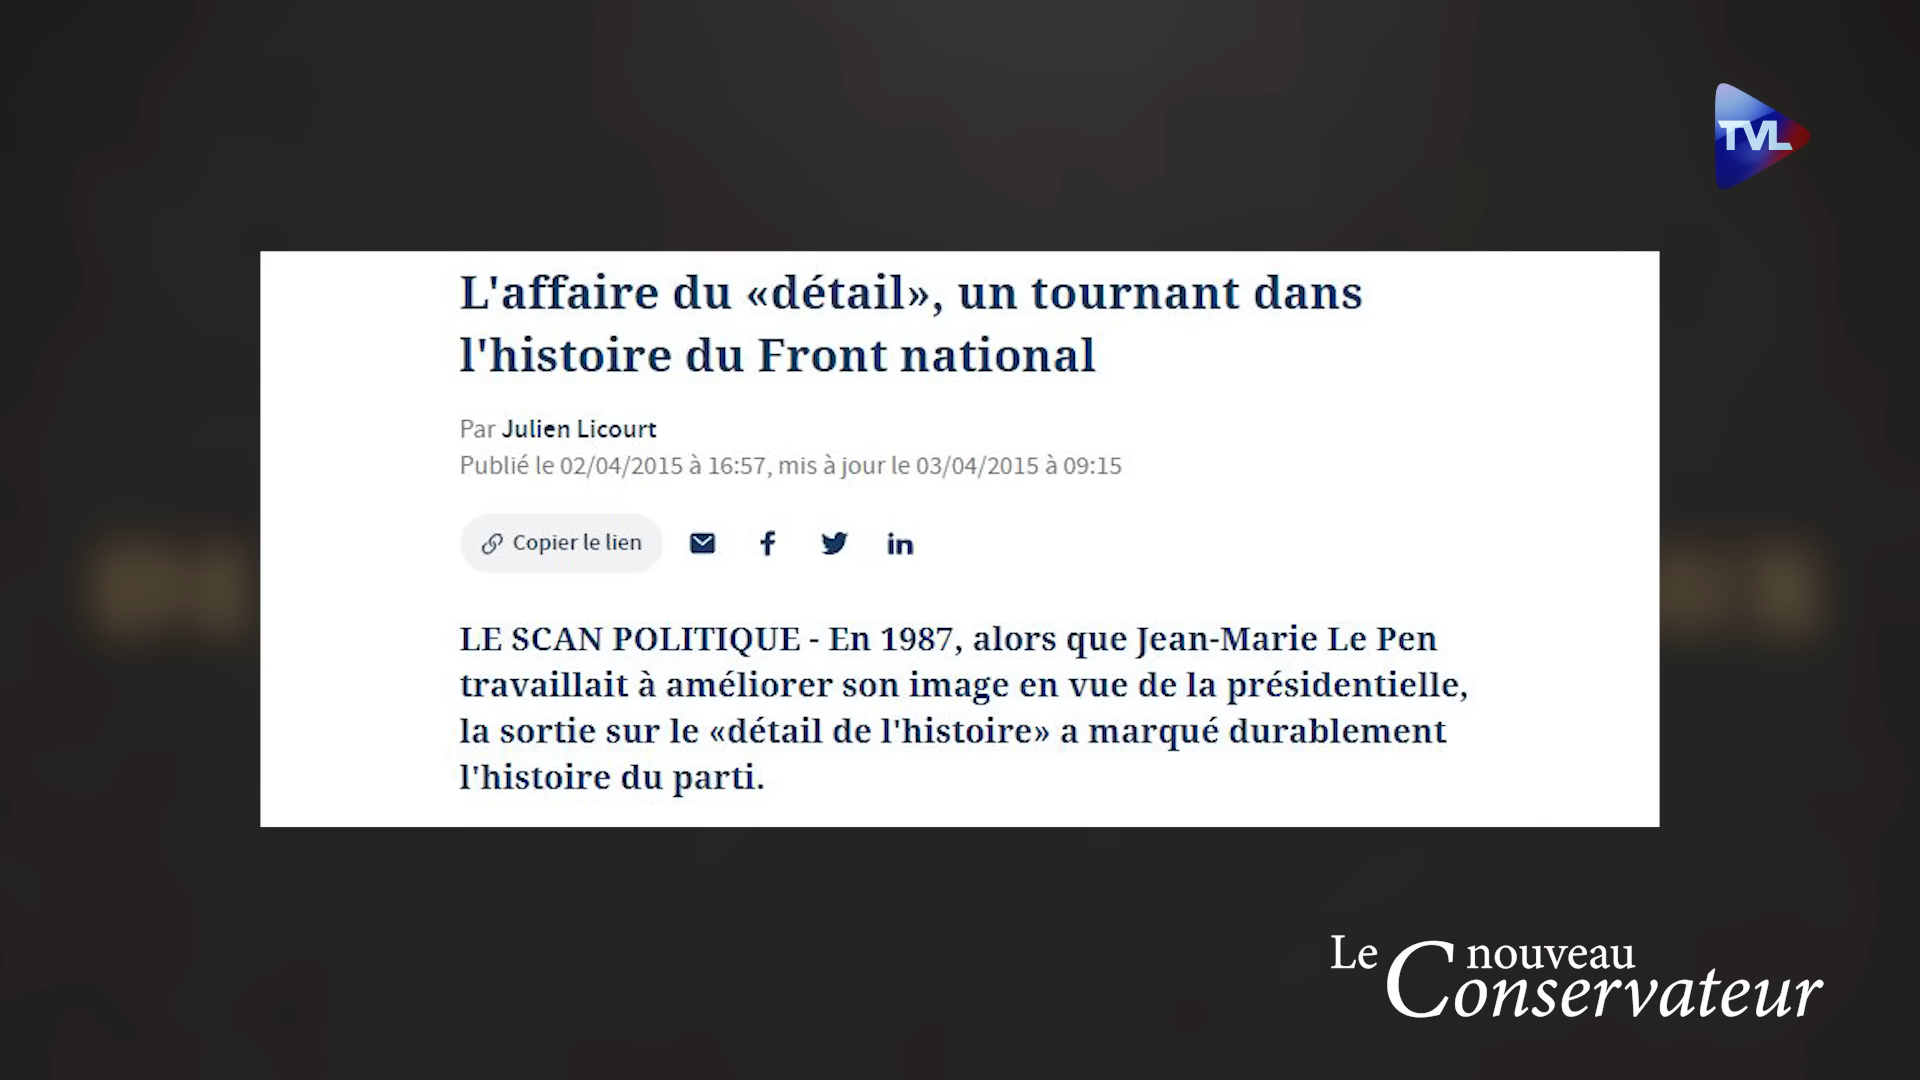 TVL
L'affaire du «détail», un tournant dans
l'histoire du Front national
Par Julien Licourt
Publié le 02/04/2015 à 16:57, mis à jour le 03/04/2015 à 09:15
Copier le lien
LE SCAN POLITIQUE - En 1987, alors que Jean-Marie Le Pen
travaillait à améliorer son image en vue de la présidentielle,
la sortie sur le «détail de l'histoire» a marqué durablement
l'histoire du parti.
Le nouveau
Conservateur